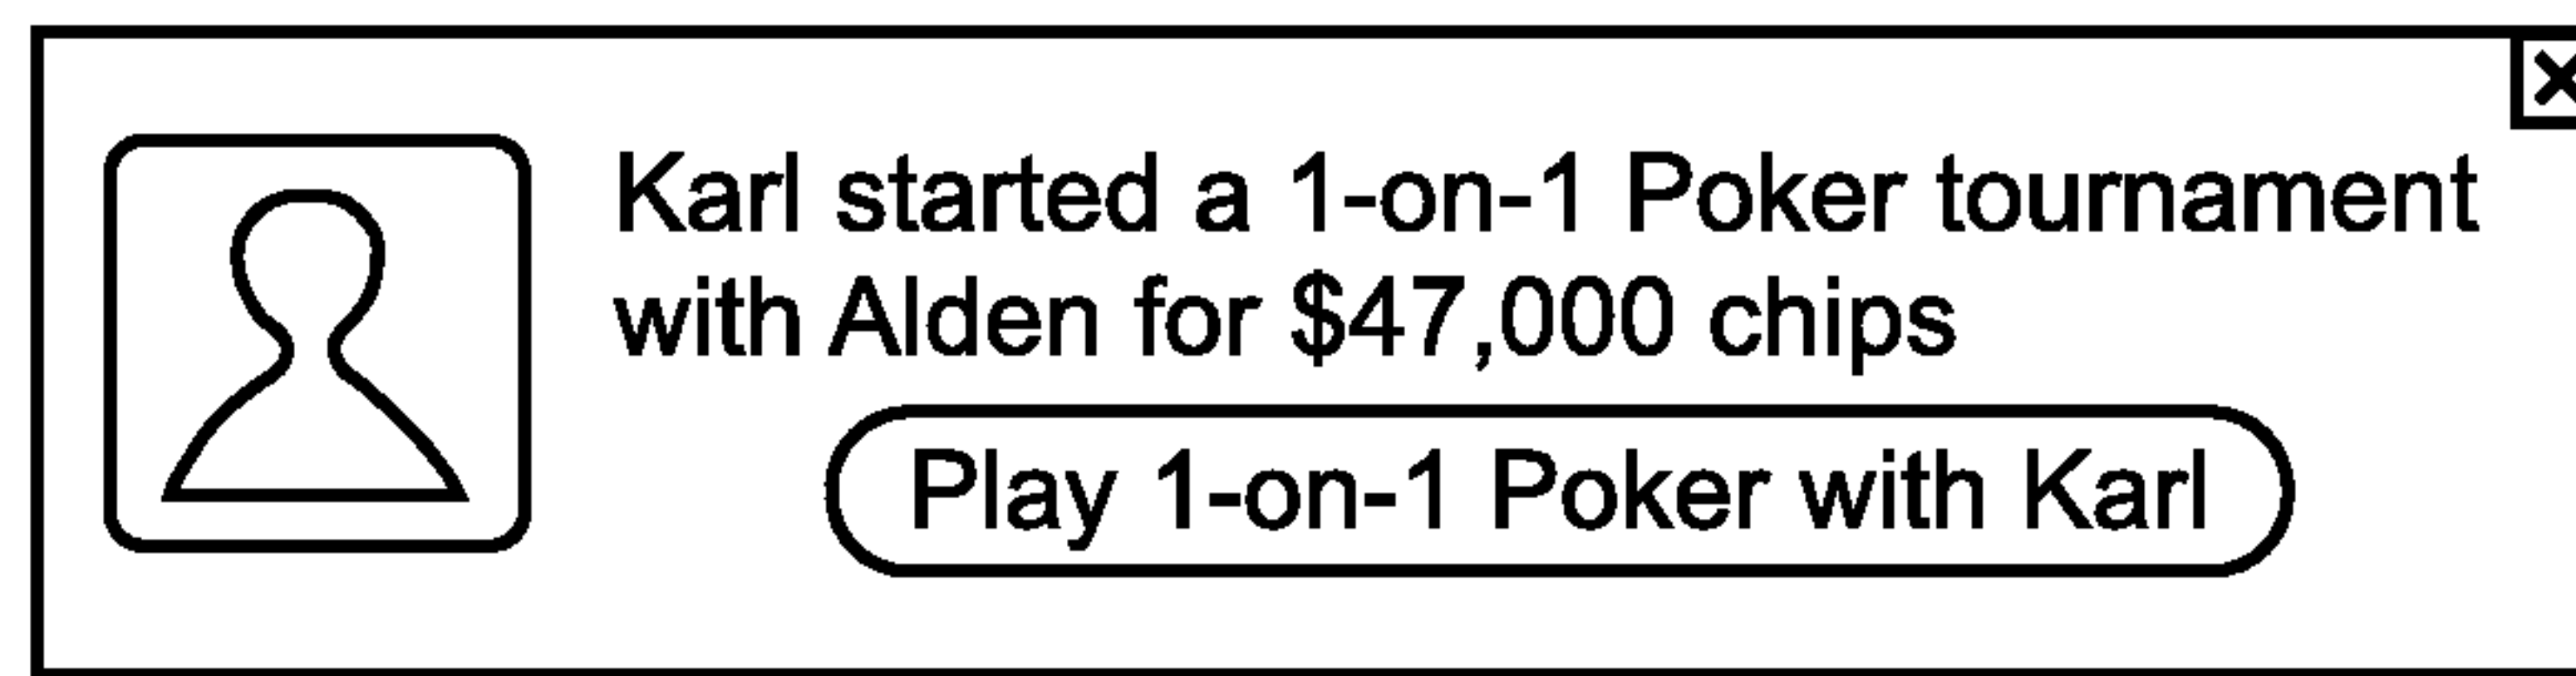 Karl started a 1-on-1 Poker tournament
with Alden for $47,000 chips
Play 1-on-1 Poker with Karl